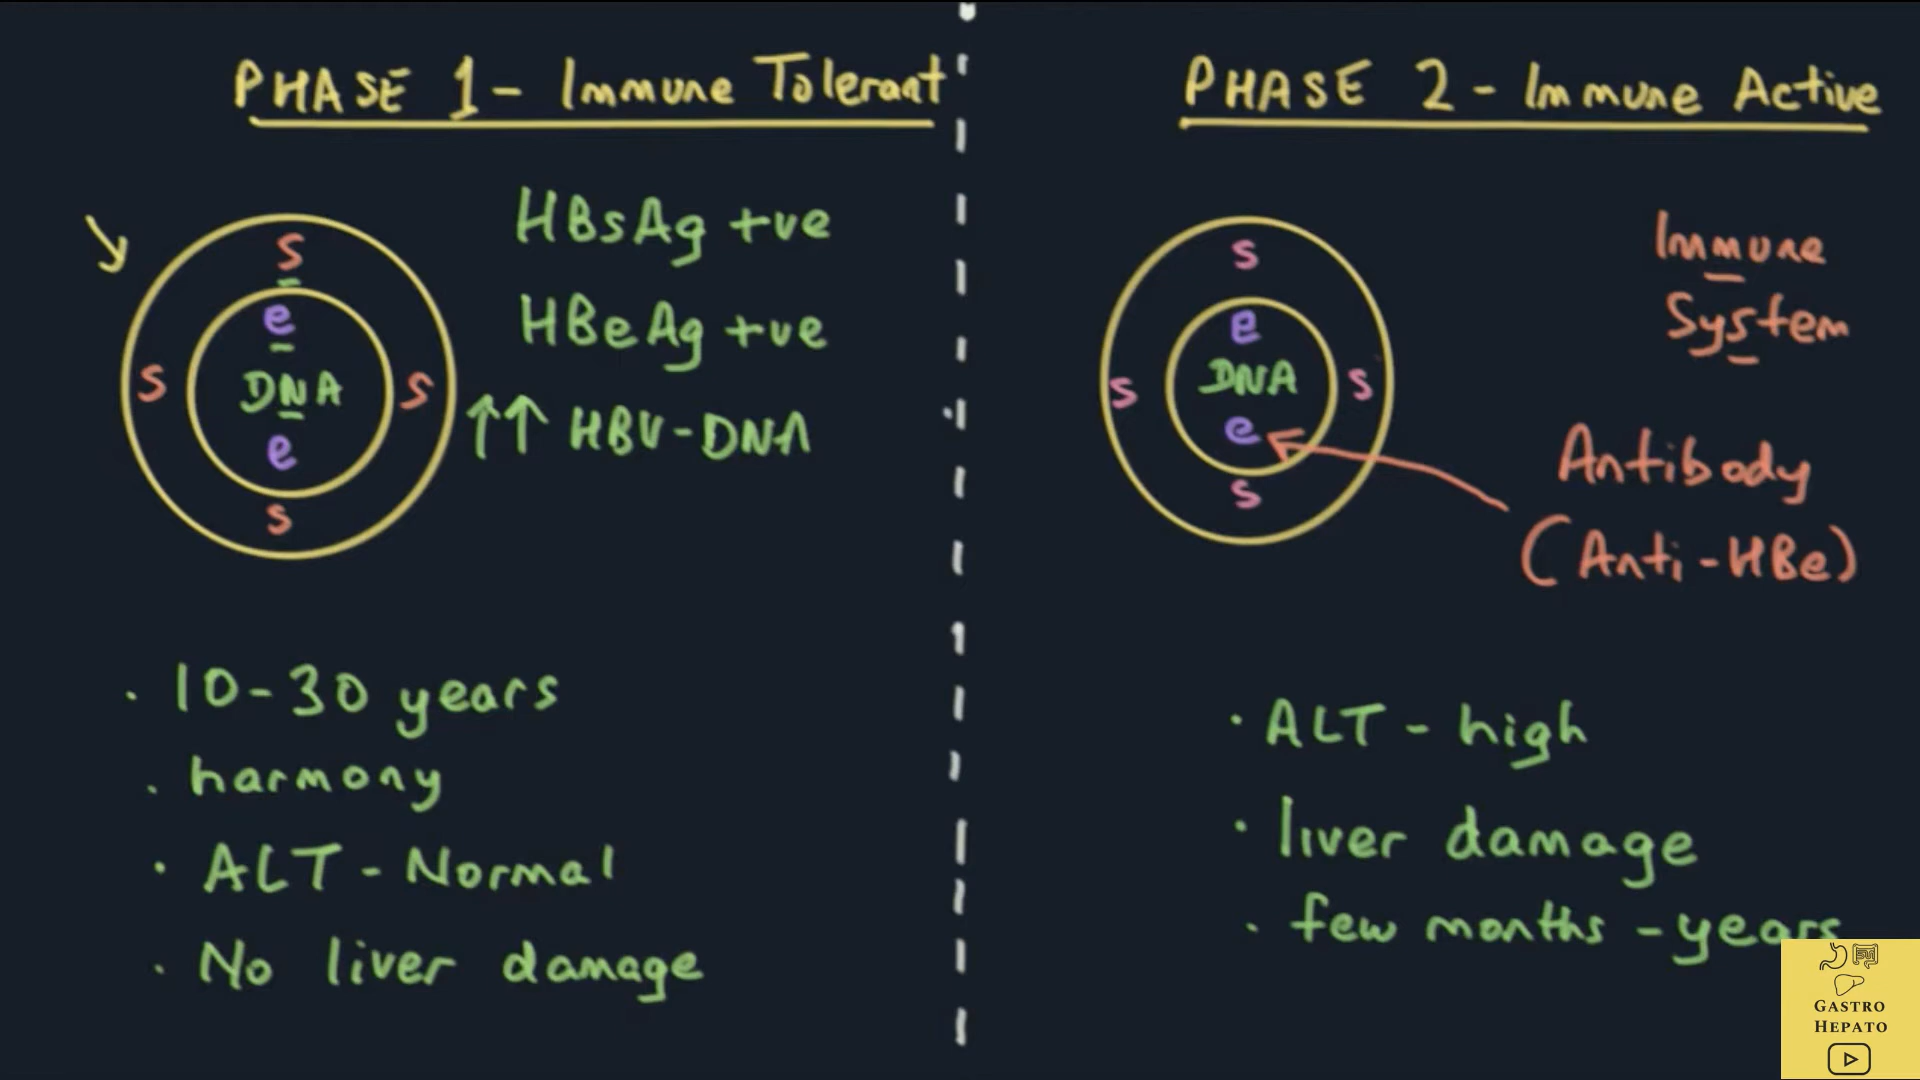 PHASE 1 - Immune Tolerant
HBsAg +ve
HBeAg +ve
↑↑ HBV-DNA
s
e
s DNA s
e
s
· 10-30 years
· harmony
· ALT - Normal
· No liver damage
PHASE 2 - Immune Active
s
e
s DNA s
e
s
Immune
System
Antibody
(Anti-HBe)
· ALT - high
· liver damage
· few months - years
GASTRO
HEPATO